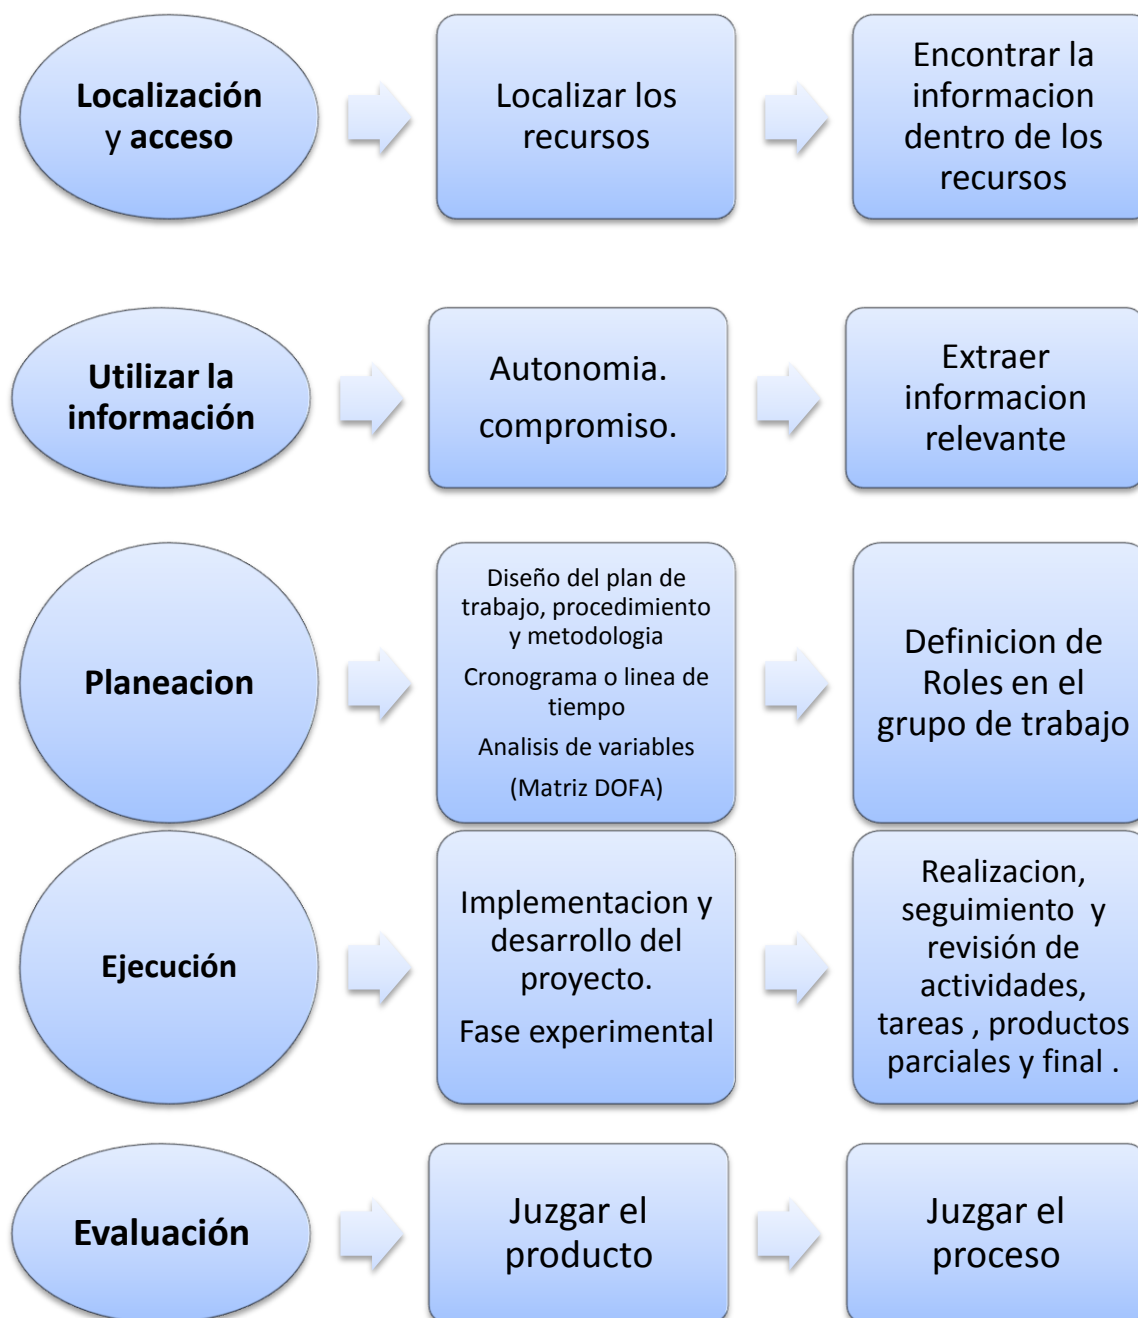 Localización
y acceso
Localizar los
recursos
Encontrar la
informacion
dentro de los
recursos
Utilizar la
información
Autonomia.
compromiso.
Extraer
informacion
relevante
Planeacion
Diseño del plan de
trabajo, procedimiento
y metodologia
Cronograma o linea de
tiempo
Analisis de variables
(Matriz DOFA)
Definicion de
Roles en el
grupo de trabajo
Ejecución
Implementacion y
desarrollo del
proyecto.
Fase experimental
Realizacion,
seguimiento y
revisión de
actividades,
tareas , productos
parciales y final .
Evaluación
Juzgar el
producto
Juzgar el
proceso